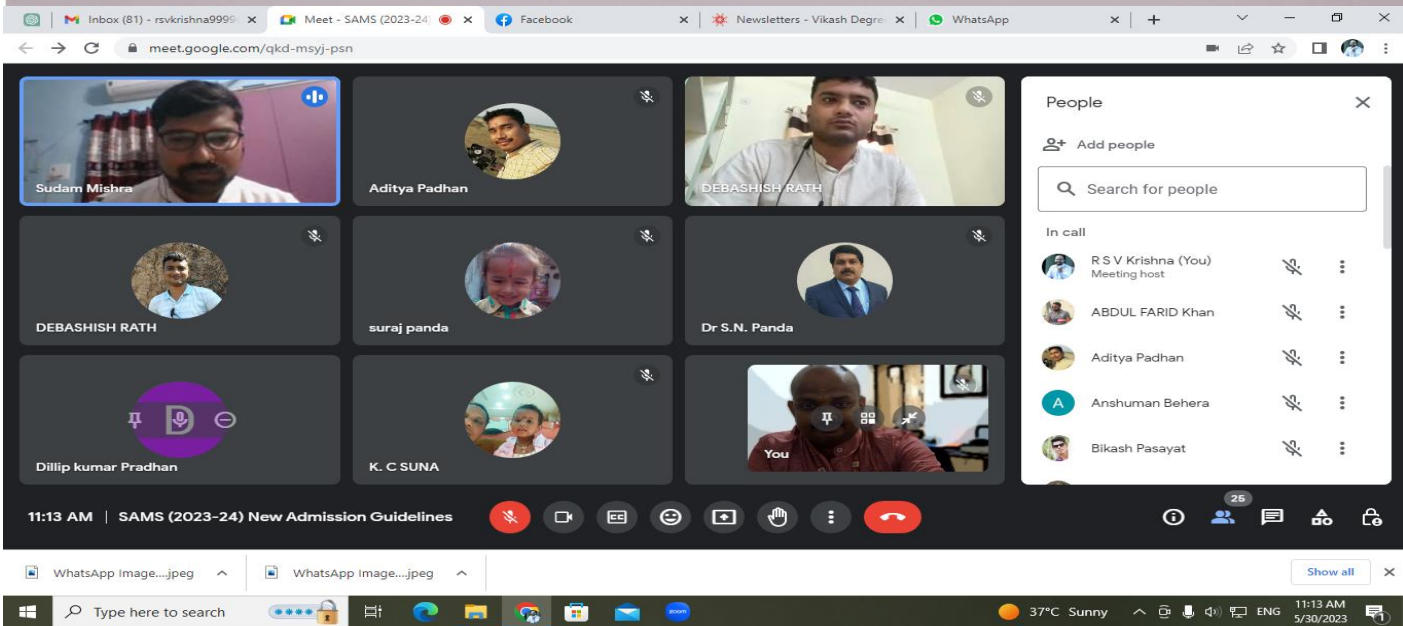 Inbox (81) - rsvkrishna9999
Meet - SAMS (2023-24)
Facebook
Newsletters - Vikash Degre
WhatsApp
meet.google.com/qkd-msyj-psn
Sudam Mishra
Aditya Padhan
DEBASHISH RATH
DEBASHISH RATH
suraj panda
Dr S.N. Panda
D
Dillip kumar Pradhan
K. C SUNA
You
People
Add people
Search for people
In call
R S V Krishna (You)
Meeting host
ABDUL FARID Khan
Aditya Padhan
A
Anshuman Behera
Bikash Pasayat
11:13 AM | SAMS (2023-24) New Admission Guidelines
CC
25
WhatsApp Image....jpeg
WhatsApp Image....jpeg
Show all
Type here to search
zoom
37°C Sunny
ENG
11:13 AM
5/30/2023
1